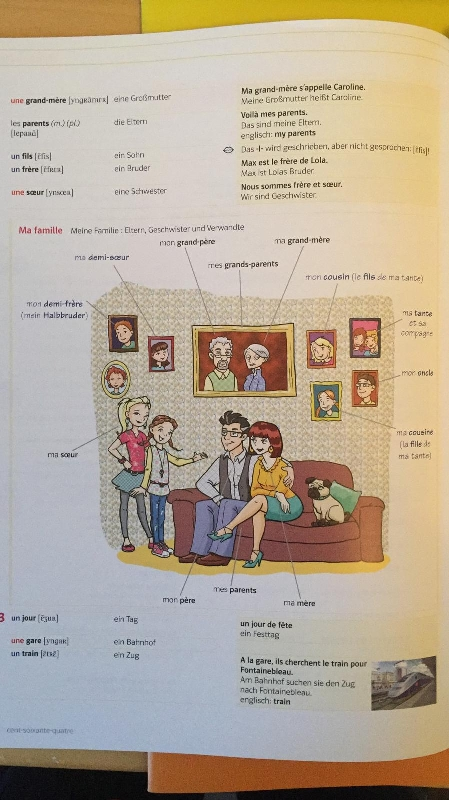 une grand-mère [yngʀɑ̃mɛʀ] eine Großmutter
Ma grand-mère s'appelle Caroline.
Meine Großmutter heißt Caroline.
les parents (m.) (pl.) die Eltern
[lepaʀɑ̃]
Voilà mes parents.
Das sind meine Eltern.
englisch: my parents
un fils [ɛ̃fis] ein Sohn
Das -l- wird geschrieben, aber nicht gesprochen: [ɛ̃fis]!
un frère [ɛ̃fʀɛʀ] ein Bruder
Max est le frère de Lola.
Max ist Lolas Bruder.
une sœur [ynsœʀ] eine Schwester
Nous sommes frère et sœur.
Wir sind Geschwister.
Ma famille Meine Familie: Eltern, Geschwister und Verwandte
mon grand-père
ma grand-mère
ma demi-sœur
mes grands-parents
mon cousin (le fils de ma tante)
mon demi-frère
(mein Halbbruder)
ma tante
et sa
compagne
mon oncle
ma cousine
(la fille de
ma tante)
ma sœur
mon père
mes parents
ma mère
3 un jour [ɛ̃ʒuʀ] ein Tag
un jour de fête
ein Festtag
une gare [yngaʀ] ein Bahnhof
un train [ɛ̃tʀɛ̃] ein Zug
A la gare, ils cherchent le train pour
Fontainebleau.
Am Bahnhof suchen sie den Zug
nach Fontainebleau.
englisch: train
cent soixante-quatre